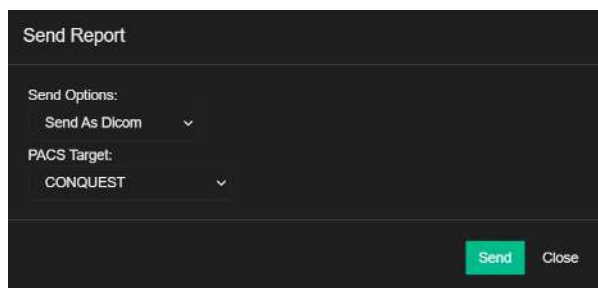 Send Report
Send Options:
Send As Dicom
PACS Target:
CONQUEST
Send Close